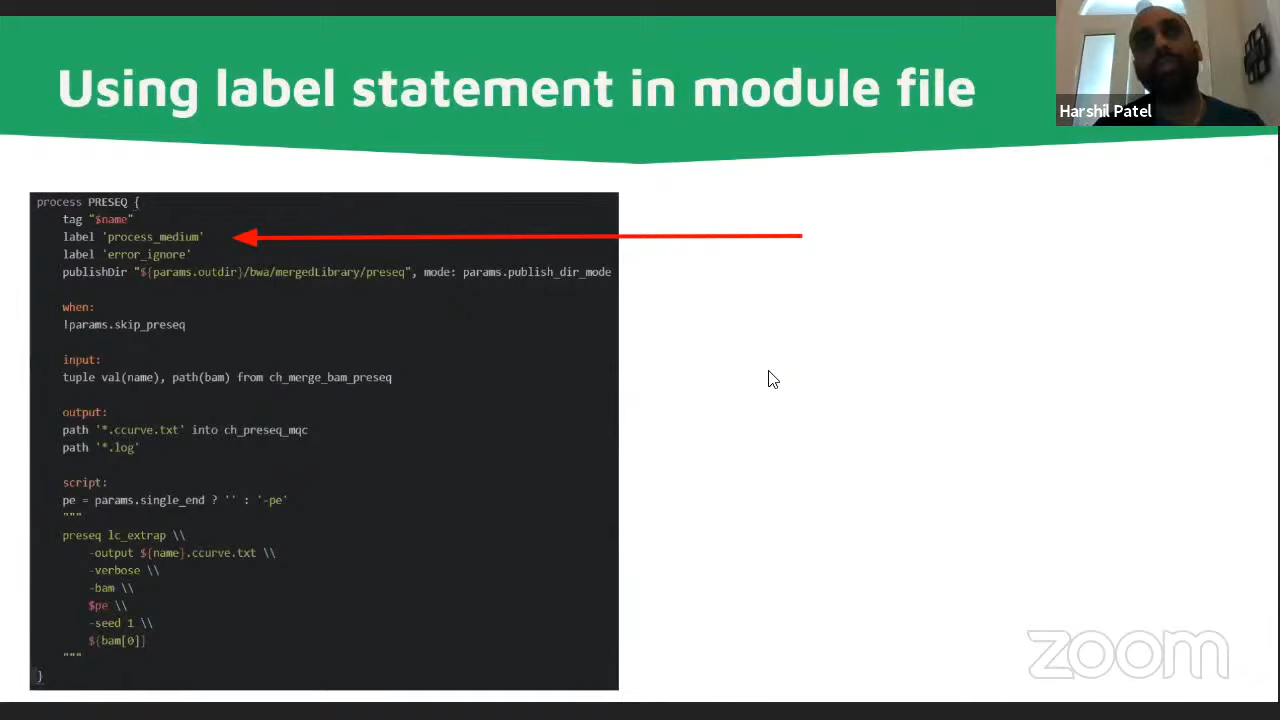 Using label statement in module file
Harshil Patel
process PRESEQ {
tag "$name"
label 'process_medium'
label 'error_ignore'
publishDir "${params.outdir}/bwa/mergedLibrary/preseq", mode: params.publish_dir_mode
when:
!params.skip_preseq
input:
tuple val(name), path(bam) from ch_merge_bam_preseq
output:
path '*.ccurve.txt' into ch_preseq_mqc
path '*.log'
script:
pe = params.single_end ? '' : '-pe'
"""
preseq lc_extrap \\
-output ${name}.ccurve.txt \\
-verbose \\
-bam \\
$pe \\
-seed 1 \\
${bam[0]}
"""
}
zoom